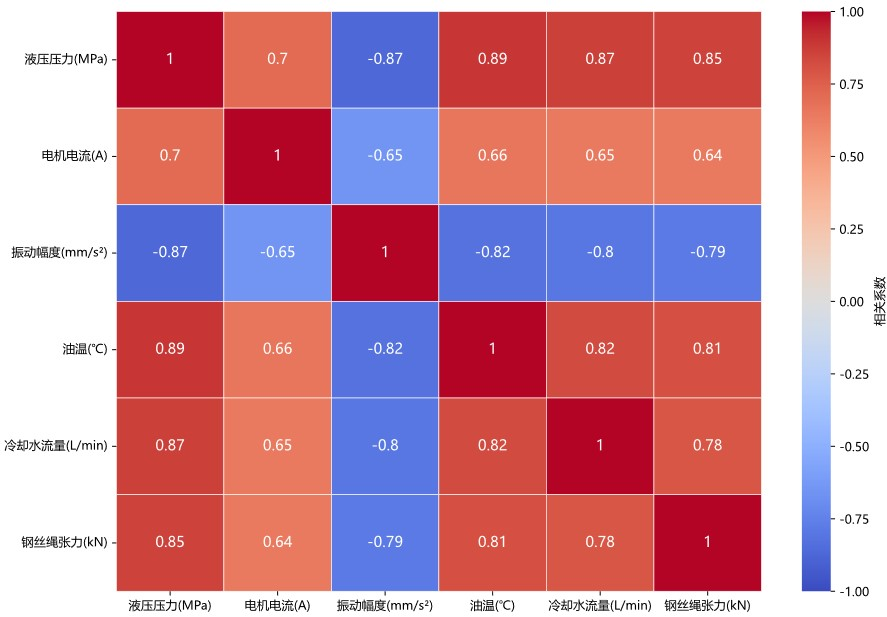 液压压力(MPa) 1 0.7 -0.87 0.89 0.87 0.85
电机电流(A) 0.7 1 -0.65 0.66 0.65 0.64
振动幅度(mm/s²) -0.87 -0.65 1 -0.82 -0.8 -0.79
油温(℃) 0.89 0.66 -0.82 1 0.82 0.81
冷却水流量(L/min) 0.87 0.65 -0.8 0.82 1 0.78
钢丝绳张力(kN) 0.85 0.64 -0.79 0.81 0.78 1
液压压力(MPa) 电机电流(A) 振动幅度(mm/s²) 油温(℃) 冷却水流量(L/min) 钢丝绳张力(kN)
1.00
0.75
0.50
0.25
0.00
-0.25
-0.50
-0.75
-1.00
相关系数